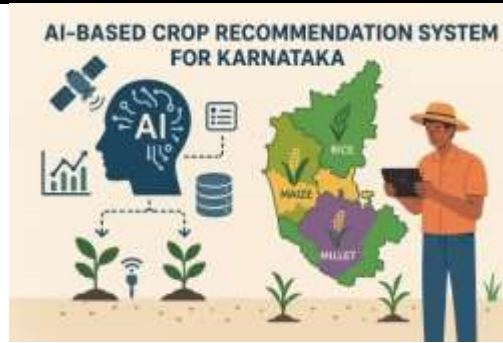 AI-BASED CROP RECOMMENDATION SYSTEM
FOR KARNATAKA
AI
RICE
MAIZE
MILLET